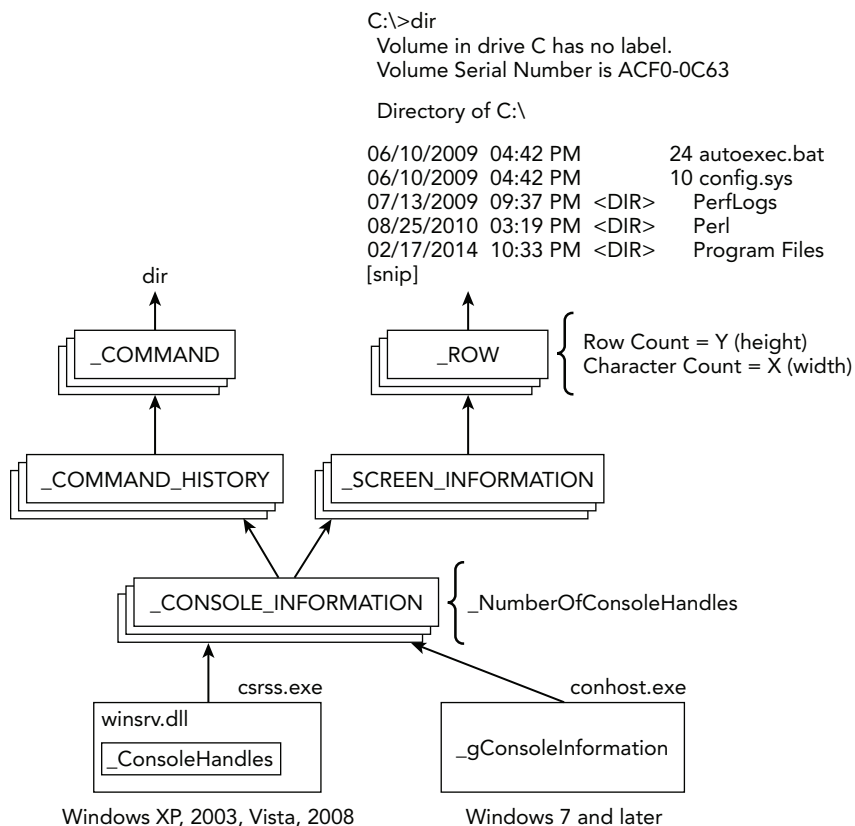 C:\>dir
Volume in drive C has no label.
Volume Serial Number is ACF0-0C63
Directory of C:\
06/10/2009 04:42 PM 24 autoexec.bat
06/10/2009 04:42 PM 10 config.sys
07/13/2009 09:37 PM <DIR> PerfLogs
08/25/2010 03:19 PM <DIR> Perl
02/17/2014 10:33 PM <DIR> Program Files
[snip]
dir
_COMMAND
_ROW
Row Count = Y (height)
Character Count = X (width)
_COMMAND_HISTORY
_SCREEN_INFORMATION
_CONSOLE_INFORMATION
_NumberOfConsoleHandles
csrss.exe
conhost.exe
winsrv.dll
_ConsoleHandles
_gConsoleInformation
Windows XP, 2003, Vista, 2008
Windows 7 and later